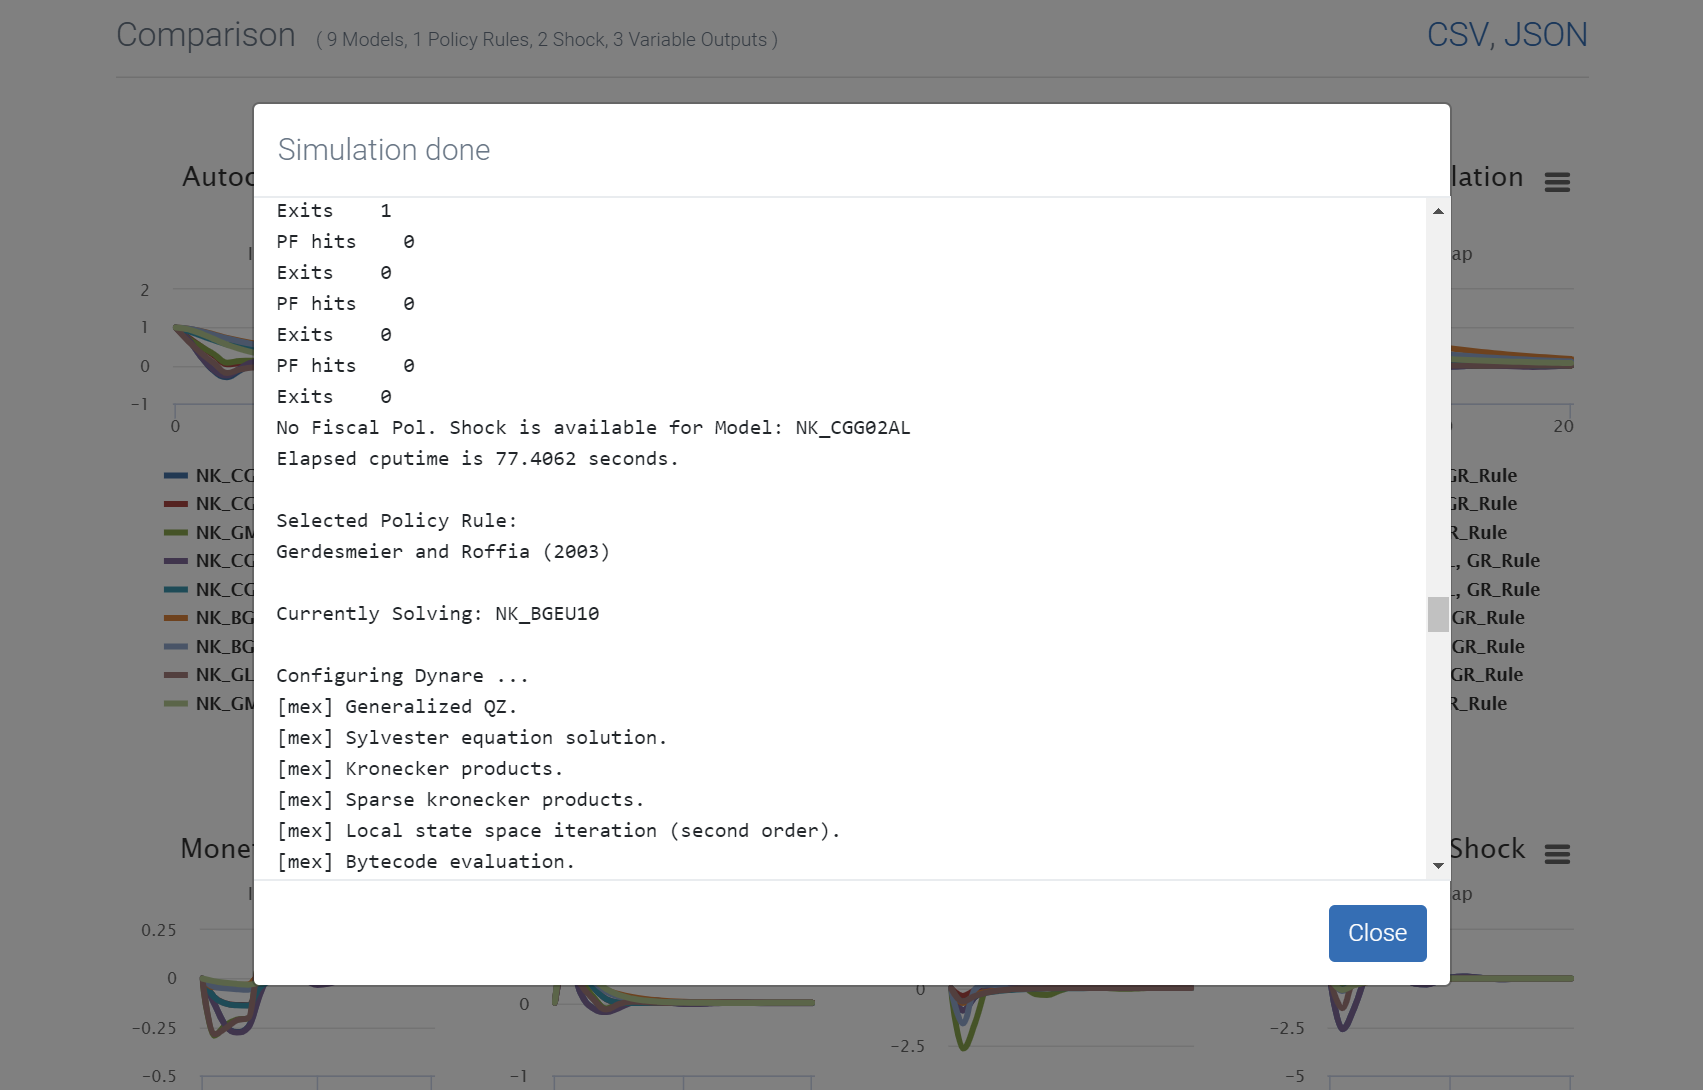 Comparison ( 9 Models, 1 Policy Rules, 2 Shock, 3 Variable Outputs )
CSV, JSON
Simulation done
Exits 1
PF hits 0
Exits 0
PF hits 0
Exits 0
PF hits 0
Exits 0
No Fiscal Pol. Shock is available for Model: NK_CGG02AL
Elapsed cputime is 77.4062 seconds.
Selected Policy Rule:
Gerdesmeier and Roffia (2003)
Currently Solving: NK_BGEU10
Configuring Dynare ...
[mex] Generalized QZ.
[mex] Sylvester equation solution.
[mex] Kronecker products.
[mex] Sparse kronecker products.
[mex] Local state space iteration (second order).
[mex] Bytecode evaluation.
Close
2
1
0
-1
0
NK_CG
NK_CG
NK_GM
NK_CG
NK_CG
NK_BG
NK_BG
NK_GL
NK_GM
lation
ap
20
GR_Rule
GR_Rule
R_Rule
L, GR_Rule
L, GR_Rule
GR_Rule
GR_Rule
GR_Rule
R_Rule
Mone
0.25
0
-0.25
-0.5
0
-1
0
-2.5
Shock
ap
-2.5
-5